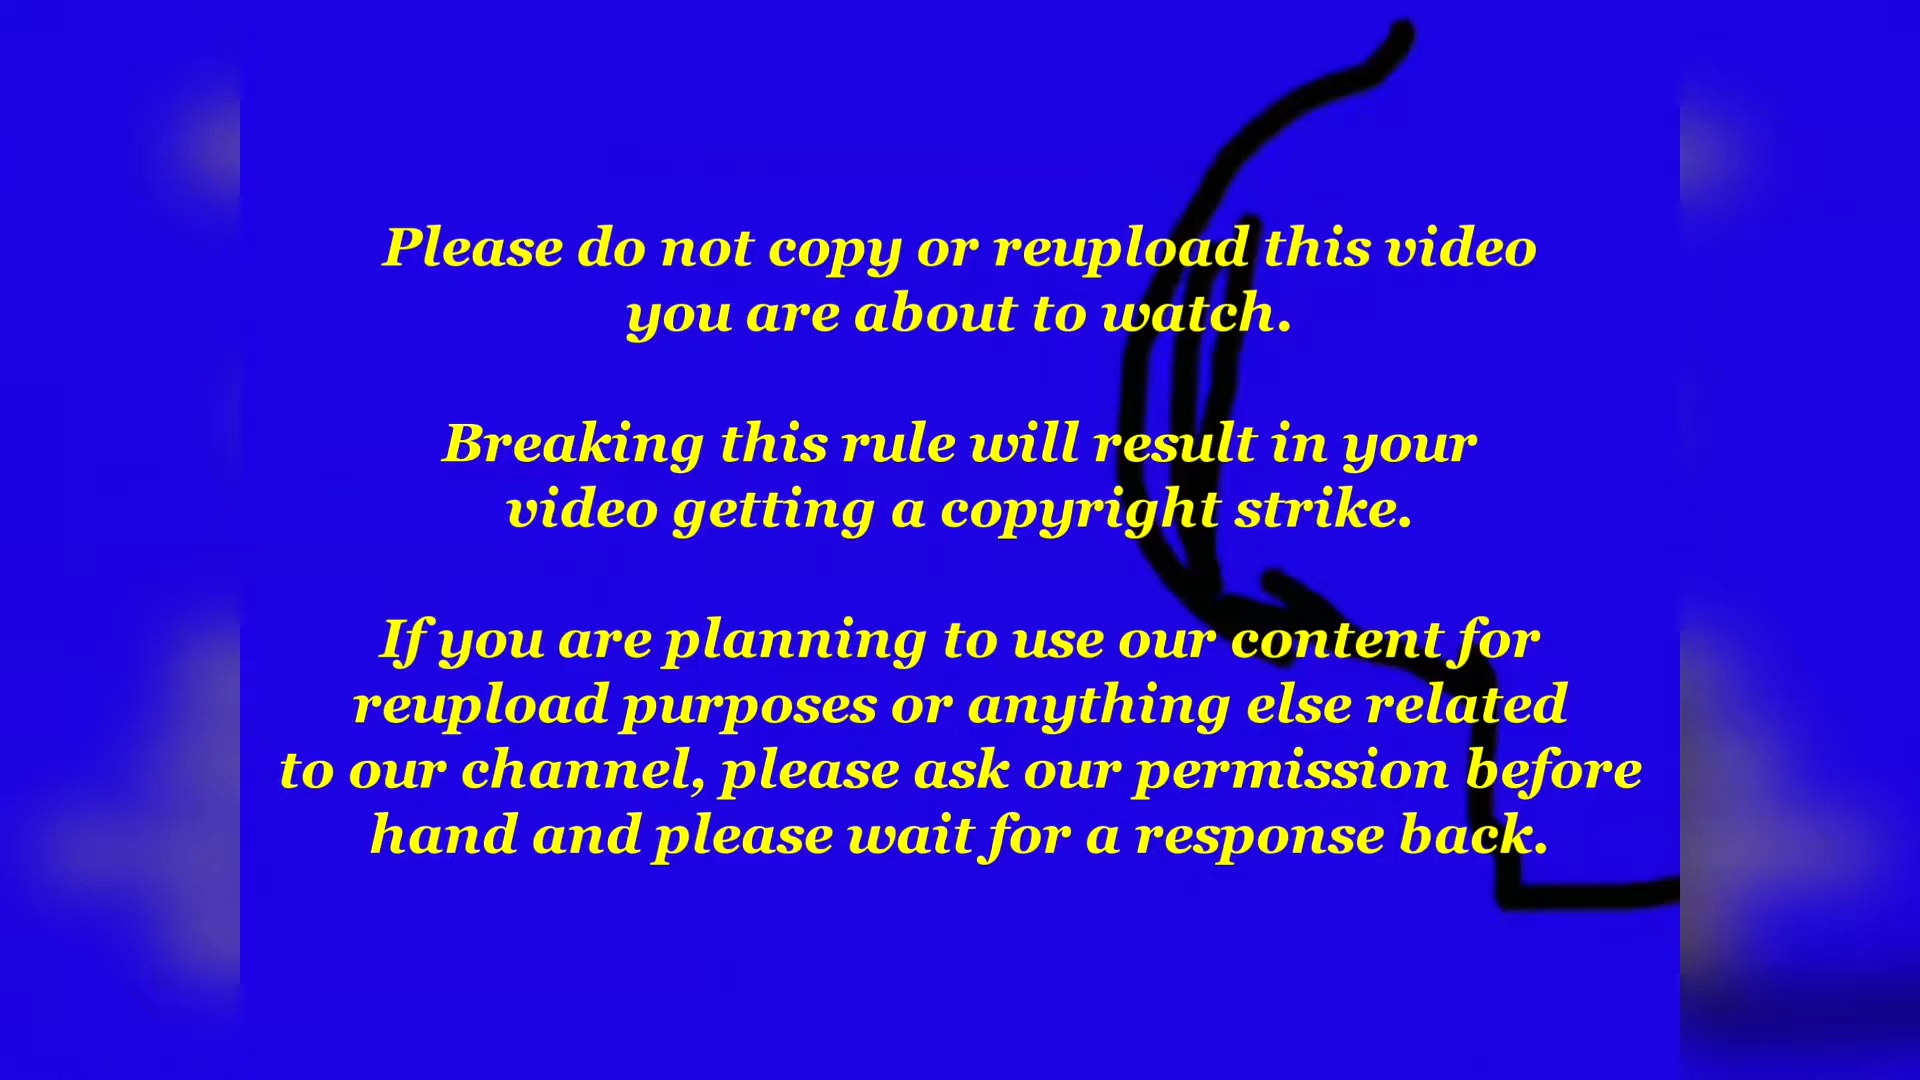 Please do not copy or reupload this video
you are about to watch.
Breaking this rule will result in your
video getting a copyright strike.
If you are planning to use our content for
reupload purposes or anything else related
to our channel, please ask our permission before
hand and please wait for a response back.